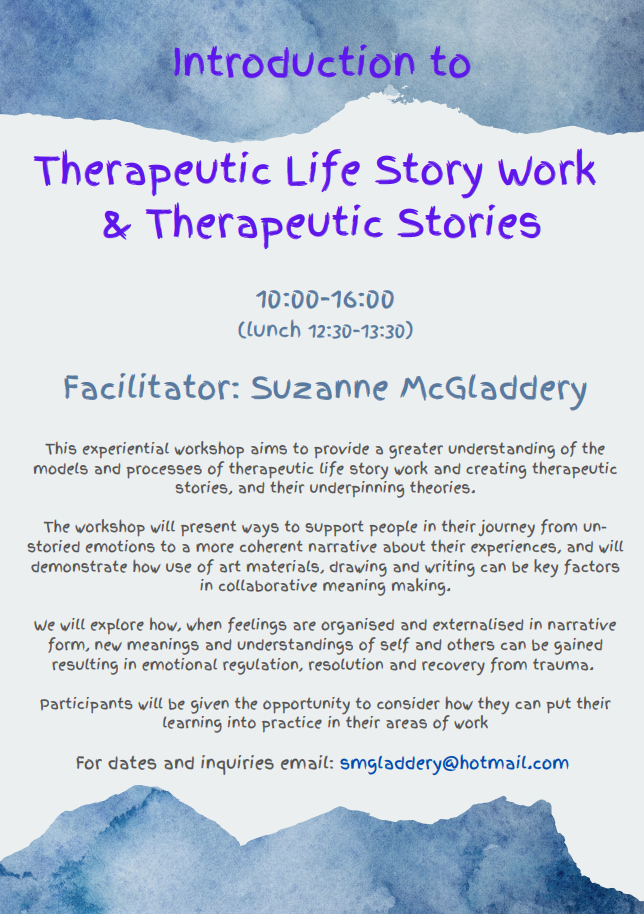 Introduction to
Therapeutic Life Story Work
& Therapeutic Stories
10:00-16:00
(lunch 12:30-13:30)
Facilitator: Suzanne McGladdery
This experiential workshop aims to provide a greater understanding of the
models and processes of therapeutic life story work and creating therapeutic
stories, and their underpinning theories.
The workshop will present ways to support people in their journey from un-
storied emotions to a more coherent narrative about their experiences, and will
demonstrate how use of art materials, drawing and writing can be key factors
in collaborative meaning making.
We will explore how, when feelings are organised and externalised in narrative
form, new meanings and understandings of self and others can be gained
resulting in emotional regulation, resolution and recovery from trauma.
Participants will be given the opportunity to consider how they can put their
learning into practice in their areas of work
For dates and inquiries email: smgladdery@hotmail.com